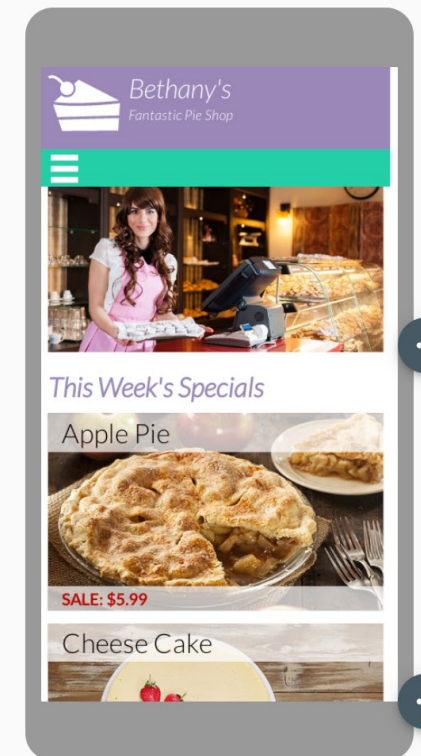 Bethany's
Fantastic Pie Shop
This Week's Specials
Apple Pie
SALE: $5.99
Cheese Cake